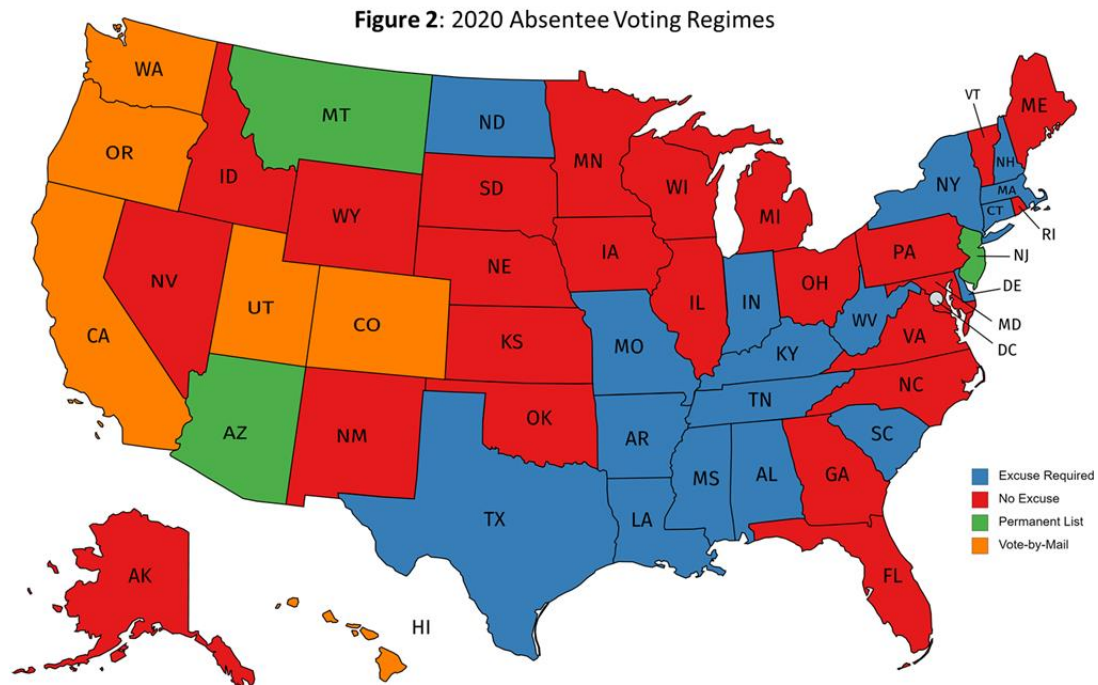 Figure 2: 2020 Absentee Voting Regimes
WA
MT
ND
MN
VT
ME
OR
ID
SD
WI
MI
NY
NH
MA
CT
RI
WY
NV
NE
IA
PA
NJ
UT
CO
IL
IN
OH
DE
MD
DC
CA
KS
MO
WV
VA
KY
NC
AZ
NM
OK
AR
TN
SC
TX
LA
MS
AL
GA
FL
Excuse Required
No Excuse
Permanent List
Vote-by-Mail
AK
HI